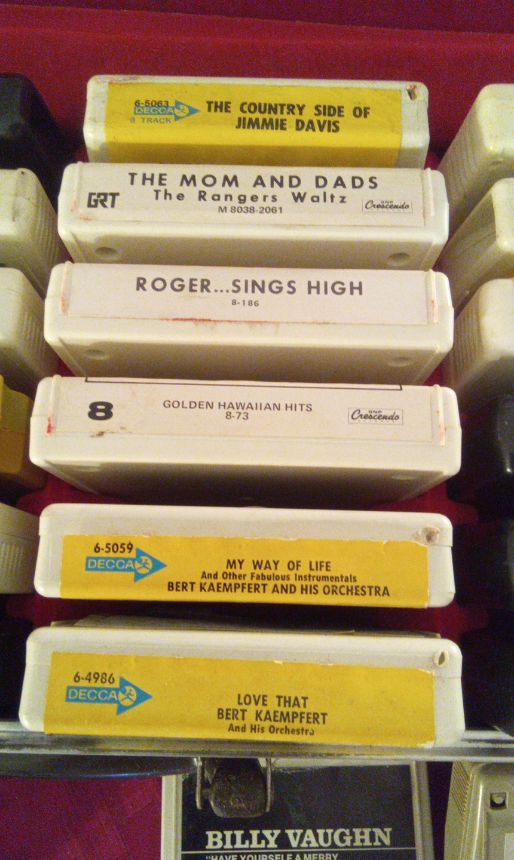 6-5063
DECCA
8 TRACK
THE COUNTRY SIDE OF
JIMMIE DAVIS
GRT
THE MOM AND DADS
The Rangers Waltz
M 8038-2061
GNP
Crescendo
ROGER...SINGS HIGH
8-186
8
GOLDEN HAWAIIAN HITS
8-73
GNP
Crescendo
6-5059
DECCA
MY WAY OF LIFE
And Other Fabulous Instrumentals
BERT KAEMPFERT AND HIS ORCHESTRA
6-4986
DECCA
LOVE THAT
BERT KAEMPFERT
And His Orchestra
BILLY VAUGHN
"HAVE YOURSELF A MERRY